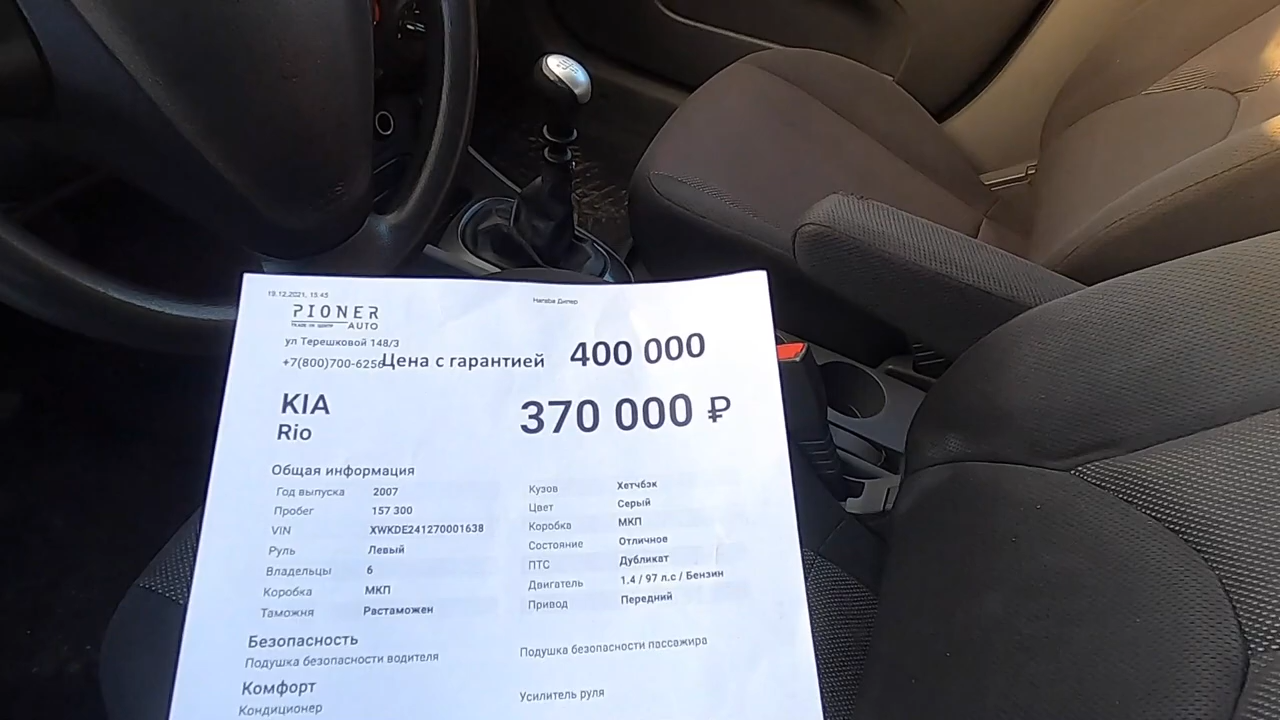 13.12.2021, 15:45
Haraba Дилер
PIONER
AUTO
ул Терешковой 148/3
+7(800)700-6256
Цена с гарантией 400 000
KIA
370 000 ₽
Rio
Общая информация
Год выпуска 2007
Пробег 157 300
VIN XWKDE241270001638
Руль Левый
Владельцы 6
Коробка МКП
Таможня Растаможен
Кузов Хетчбэк
Цвет Серый
Коробка МКП
Состояние Отличное
ПТС Дубликат
Двигатель 1.4 / 97 л.с / Бензин
Привод Передний
Безопасность
Подушка безопасности водителя
Подушка безопасности пассажира
Комфорт
Кондиционер
Усилитель руля